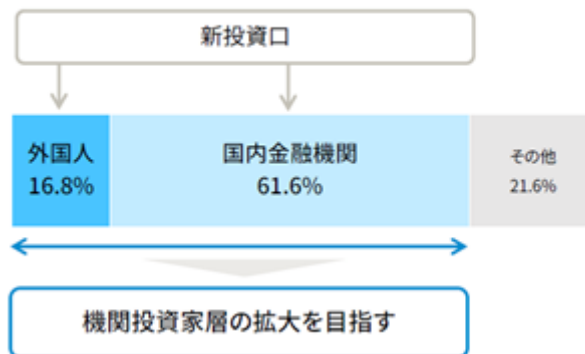 新投資口
外国人
16.8%
国内金融機関
61.6%
その他
21.6%
機関投資家層の拡大を目指す